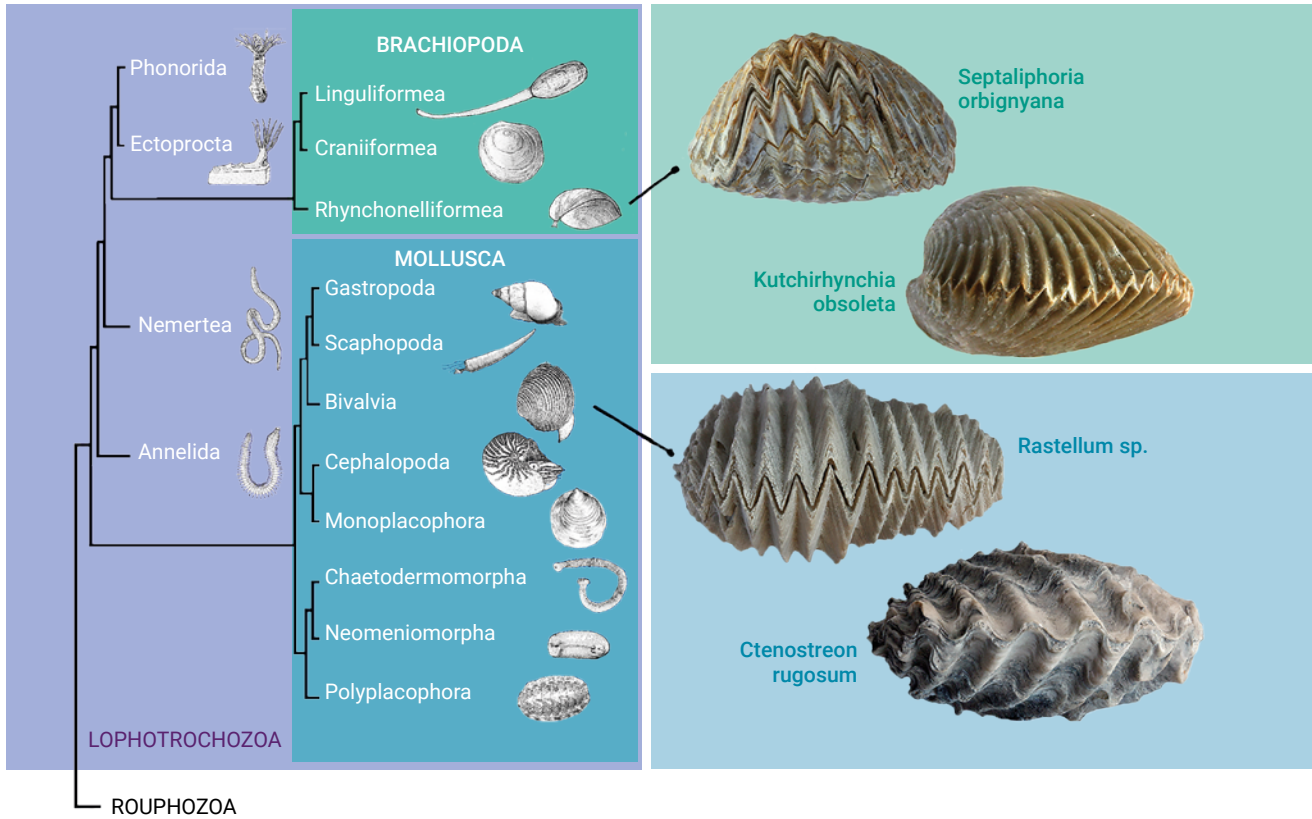 Phonorida
Ectoprocta
Nemertea
Annelida
LOPHOTROCHOZOA
ROUPHOZOA
BRACHIOPODA
Linguliformea
Craniiformea
Rhynchonelliformea
MOLLUSCA
Gastropoda
Scaphopoda
Bivalvia
Cephalopoda
Monoplacophora
Chaetodermomorpha
Neomeniomorpha
Polyplacophora
Septaliphoria
orbignyana
Kutchirhynchia
obsoleta
Rastellum sp.
Ctenostreon
rugosum